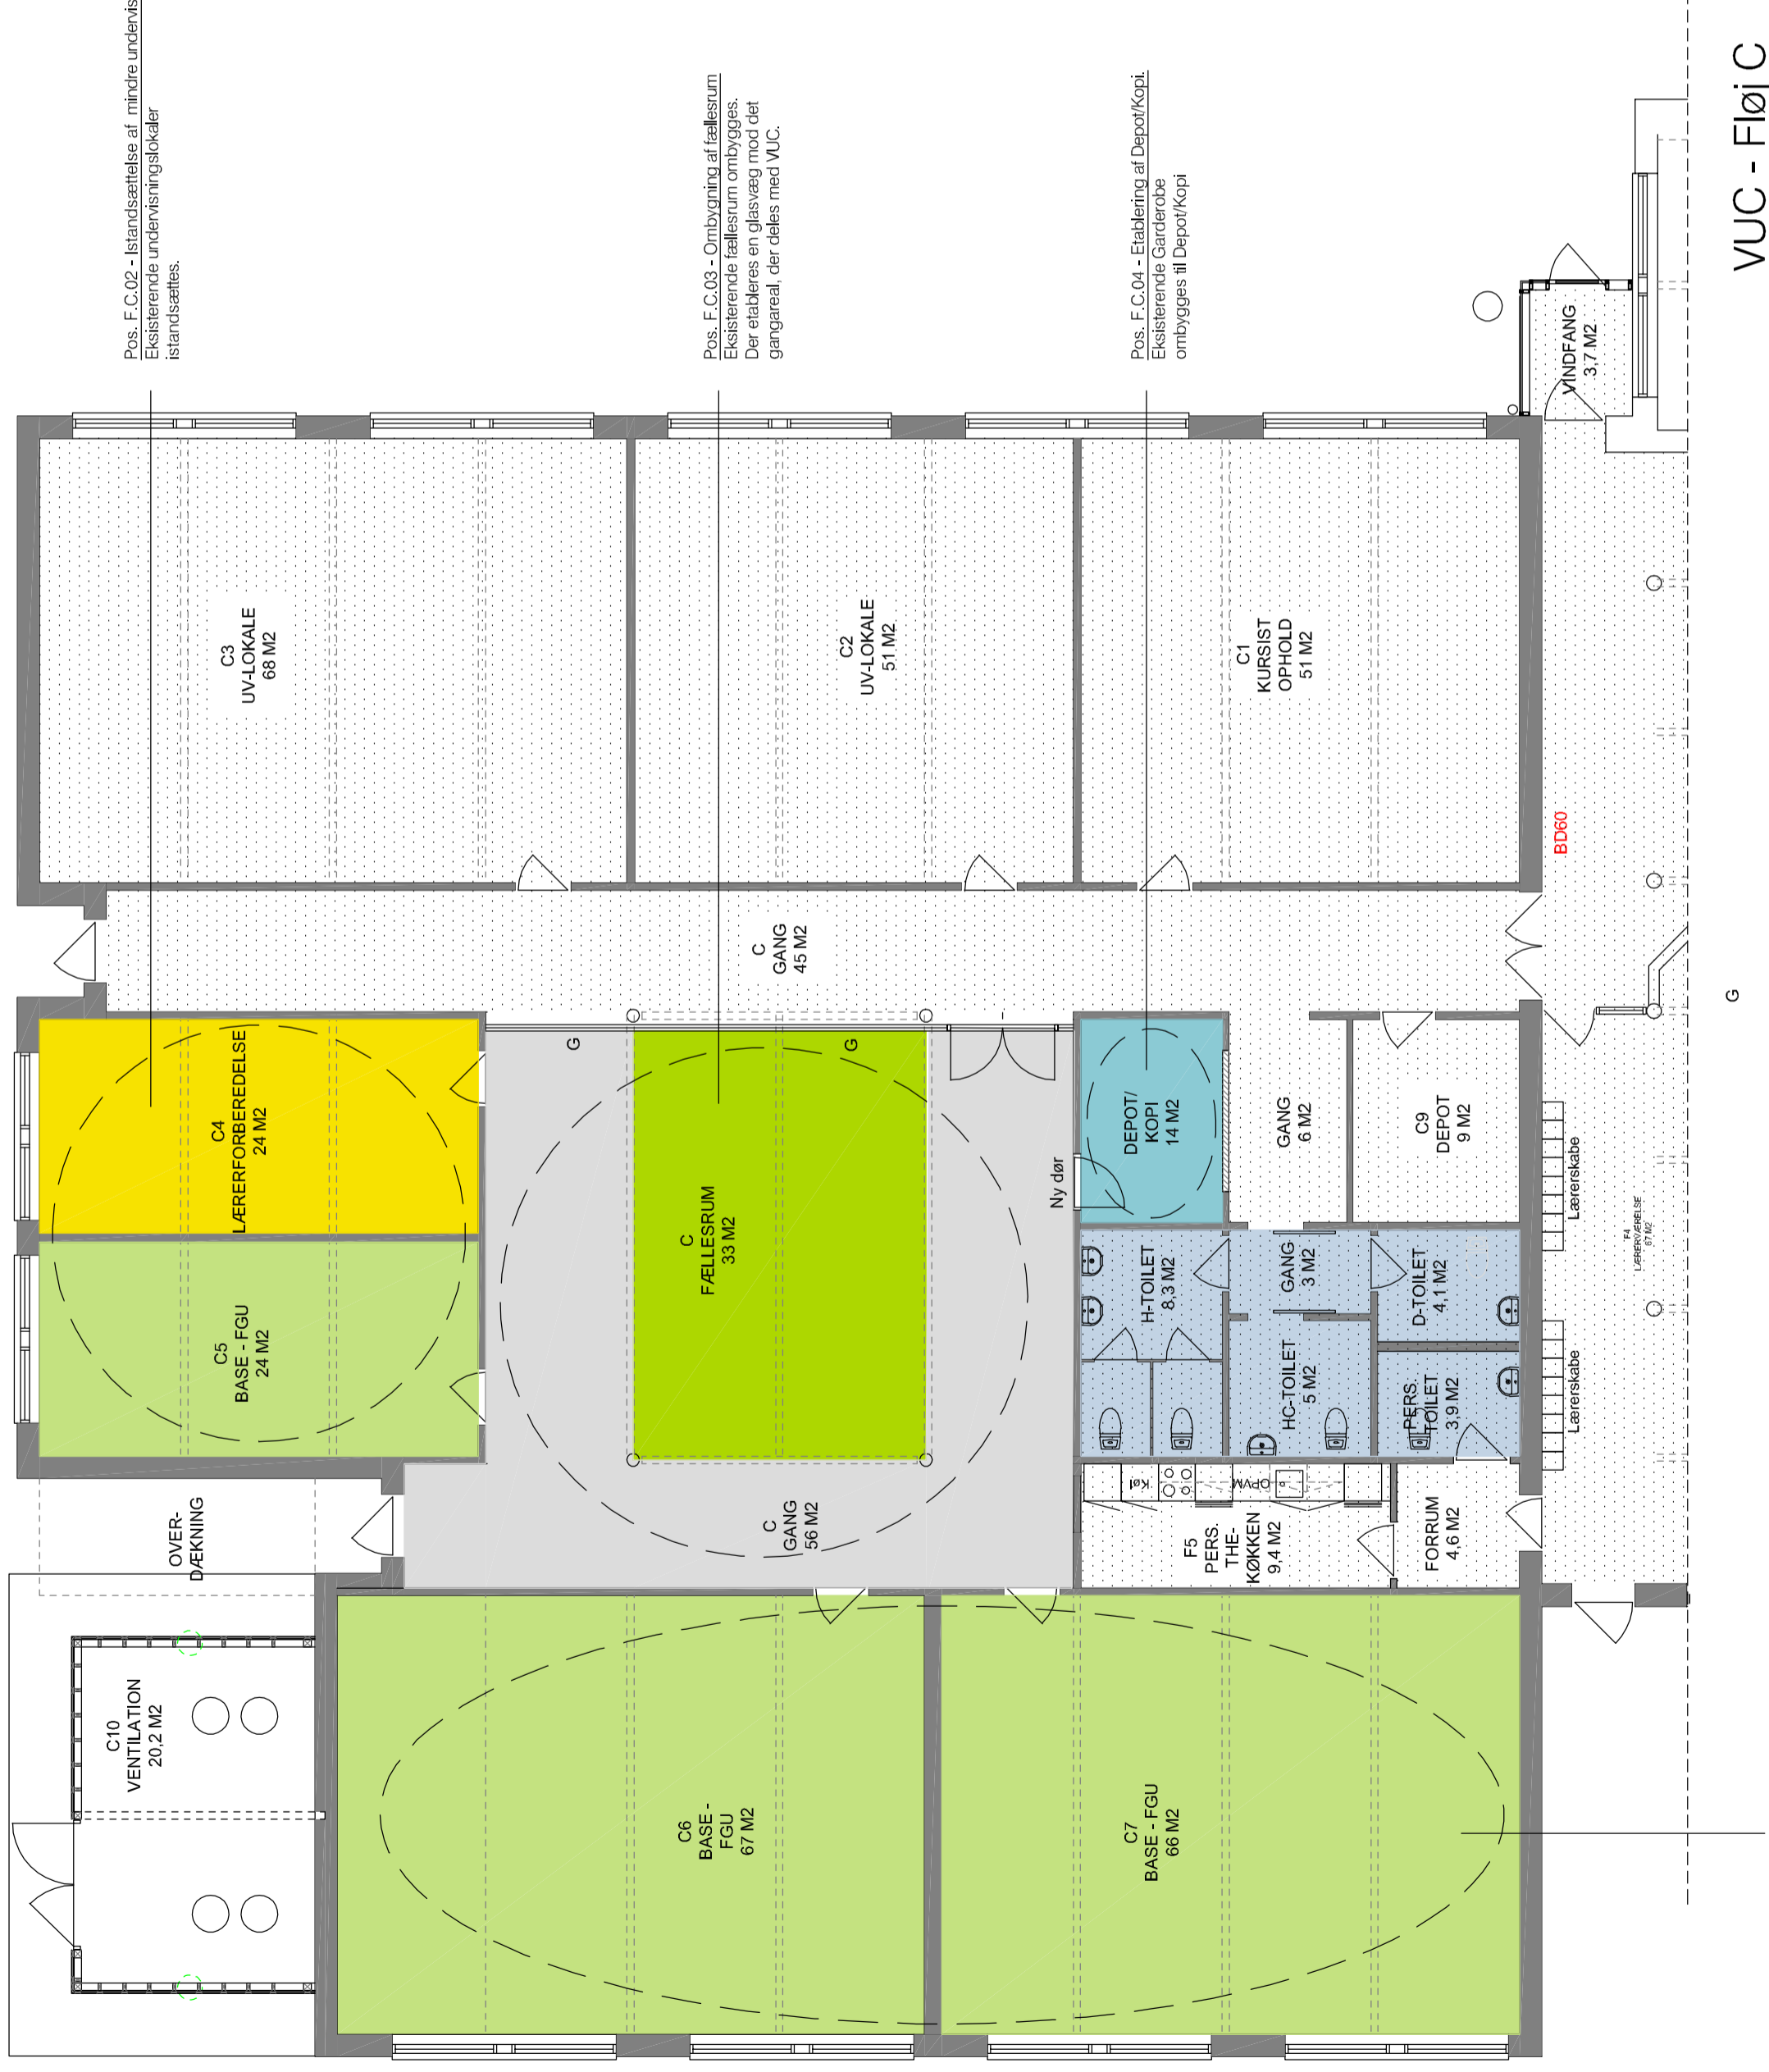 Pos. F.C.02 - Istandsættelse af mindre undervis
Eksisterende undervisningslokaler
istandsættes.
Pos. F.C.03 - Ombygning af fællesrum
Eksisterende fællesrum ombygges.
Der etableres en glasvæg mod det
gangareal, der deles med VUC.
Pos. F.C.04 - Etablering af Depot/Kopi.
Eksisterende Garderobe
ombygges til Depot/Kopi
VUC - Fløj C
VINDFANG
3,7 M2
C3
UV-LOKALE
68 M2
C2
UV-LOKALE
51 M2
C1
KURSIST
OPHOLD
51 M2
BD60
C
GANG
45 M2
G
G
G
C4
LÆRERFORBEREDELSE
24 M2
C5
BASE - FGU
24 M2
C
FÆLLESRUM
33 M2
Ny dør
DEPOT/
KOPI
14 M2
GANG
6 M2
C9
DEPOT
9 M2
Lærerskabe
F4
LÆRERVÆRELSE
67 M2
H-TOILET
8,3 M2
GANG
3 M2
D-TOILET
4,1 M2
HC-TOILET
5 M2
PERS.
TOILET
3,9 M2
Lærerskabe
OVER-
DÆKNING
C
GANG
56 M2
Køl
OPVM
F5
PERS.
THE-
KØKKEN
9,4 M2
FORRUM
4,6 M2
C10
VENTILATION
20,2 M2
C6
BASE -
FGU
67 M2
C7
BASE - FGU
66 M2